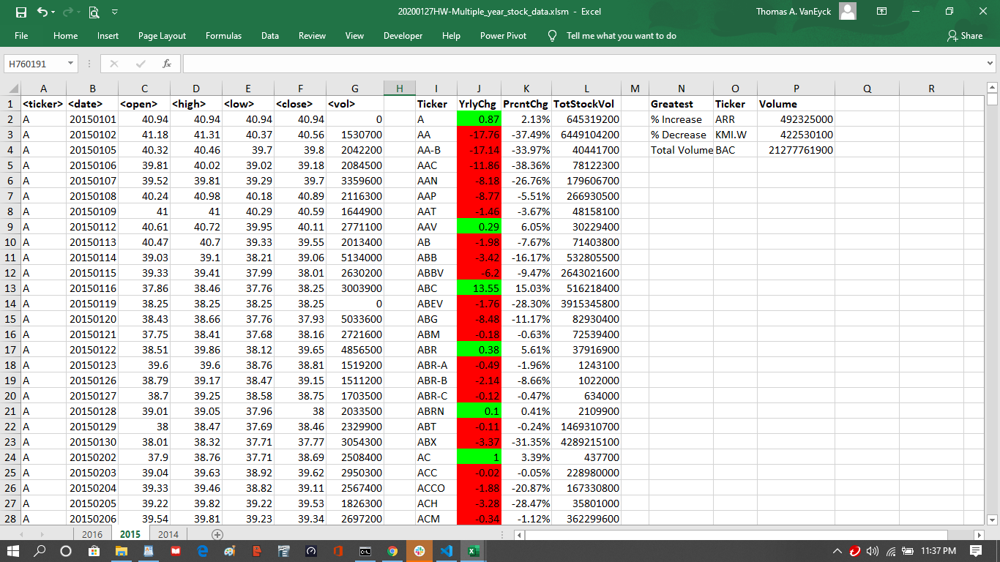 20200127HW-Multiple_year_stock_data.xlsm - Excel Thomas A. VanEyck
File Home Insert Page Layout Formulas Data Review View Developer Help Power Pivot Tell me what you want to do Share
H760191 fx
A B C D E F G H I J K L M N O P Q R
1 <ticker> <date> <open> <high> <low> <close> <vol> Ticker YrlyChg PrcntChg TotStockVol Greatest Ticker Volume
2 A 20150101 40.94 40.94 40.94 40.94 0 A 0.87 2.13% 645319200 % Increase ARR 492325000
3 A 20150102 41.18 41.31 40.37 40.56 1530700 AA -17.76 -37.49% 6449104200 % Decrease KMI.W 422530100
4 A 20150105 40.32 40.46 39.7 39.8 2042200 AA-B -17.14 -33.97% 40441700 Total Volume BAC 21277761900
5 A 20150106 39.81 40.02 39.02 39.18 2084500 AAC -11.86 -38.36% 78122300
6 A 20150107 39.52 39.81 39.29 39.7 3359600 AAN -8.18 -26.76% 179606700
7 A 20150108 40.24 40.98 40.18 40.89 2116300 AAP -8.77 -5.51% 266930500
8 A 20150109 41 41 40.29 40.59 1644900 AAT -1.46 -3.67% 48158100
9 A 20150112 40.61 40.72 39.95 40.11 2771100 AAV 0.29 6.05% 30229400
10 A 20150113 40.47 40.7 39.33 39.55 2013400 AB -1.98 -7.67% 71403800
11 A 20150114 39.03 39.1 38.21 39.06 5134000 ABB -3.42 -16.17% 532805500
12 A 20150115 39.33 39.41 37.99 38.01 2630200 ABBV -6.2 -9.47% 2643021600
13 A 20150116 37.86 38.46 37.76 38.25 3003900 ABC 13.55 15.03% 516218400
14 A 20150119 38.25 38.25 38.25 38.25 0 ABEV -1.76 -28.30% 3915345800
15 A 20150120 38.43 38.66 37.76 37.93 5033600 ABG -8.48 -11.17% 82930400
16 A 20150121 37.75 38.41 37.68 38.16 2721600 ABM -0.18 -0.63% 72539400
17 A 20150122 38.51 39.86 38.12 39.65 4856500 ABR 0.38 5.61% 37916900
18 A 20150123 39.6 39.6 38.76 38.81 1519200 ABR-A -0.49 -1.96% 1243100
19 A 20150126 38.79 39.17 38.47 39.15 1511200 ABR-B -2.14 -8.66% 1022000
20 A 20150127 38.7 39.25 38.58 38.75 1703500 ABR-C -0.12 -0.47% 634000
21 A 20150128 39.01 39.05 37.96 38 2033500 ABRN 0.1 0.41% 2109900
22 A 20150129 38 38.47 37.69 38.46 2329900 ABT -0.11 -0.24% 1469310700
23 A 20150130 38.01 38.32 37.71 37.77 3054300 ABX -3.37 -31.35% 4289215100
24 A 20150202 37.9 38.76 37.71 38.69 2508400 AC 1 3.39% 437700
25 A 20150203 39.04 39.63 38.92 39.62 2950300 ACC -0.02 -0.05% 228980000
26 A 20150204 39.33 39.46 38.82 39.11 2567400 ACCO -1.88 -20.87% 167330800
27 A 20150205 39.22 39.82 39.22 39.53 1826300 ACH -3.28 -28.47% 35801000
28 A 20150206 39.54 39.81 39.23 39.34 2697200 ACM -0.34 -1.12% 362299600
2016 2015 2014
11:37 PM